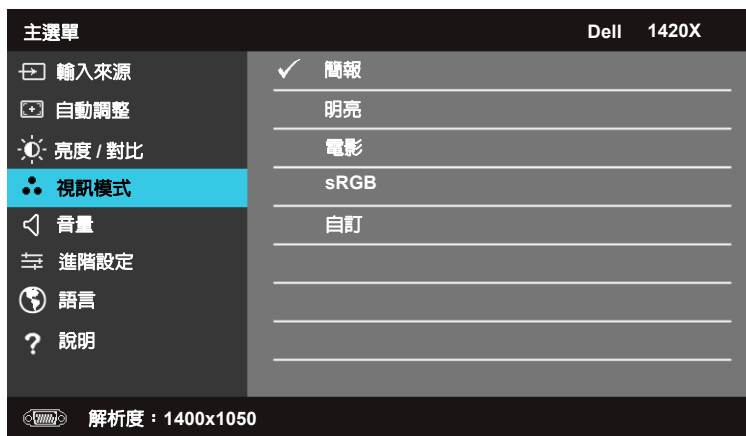 主選單 Dell 1420X
輸入來源
自動調整
亮度 / 對比
視訊模式
音量
進階設定
語言
說明
簡報
明亮
電影
sRGB
自訂
解析度：1400x1050